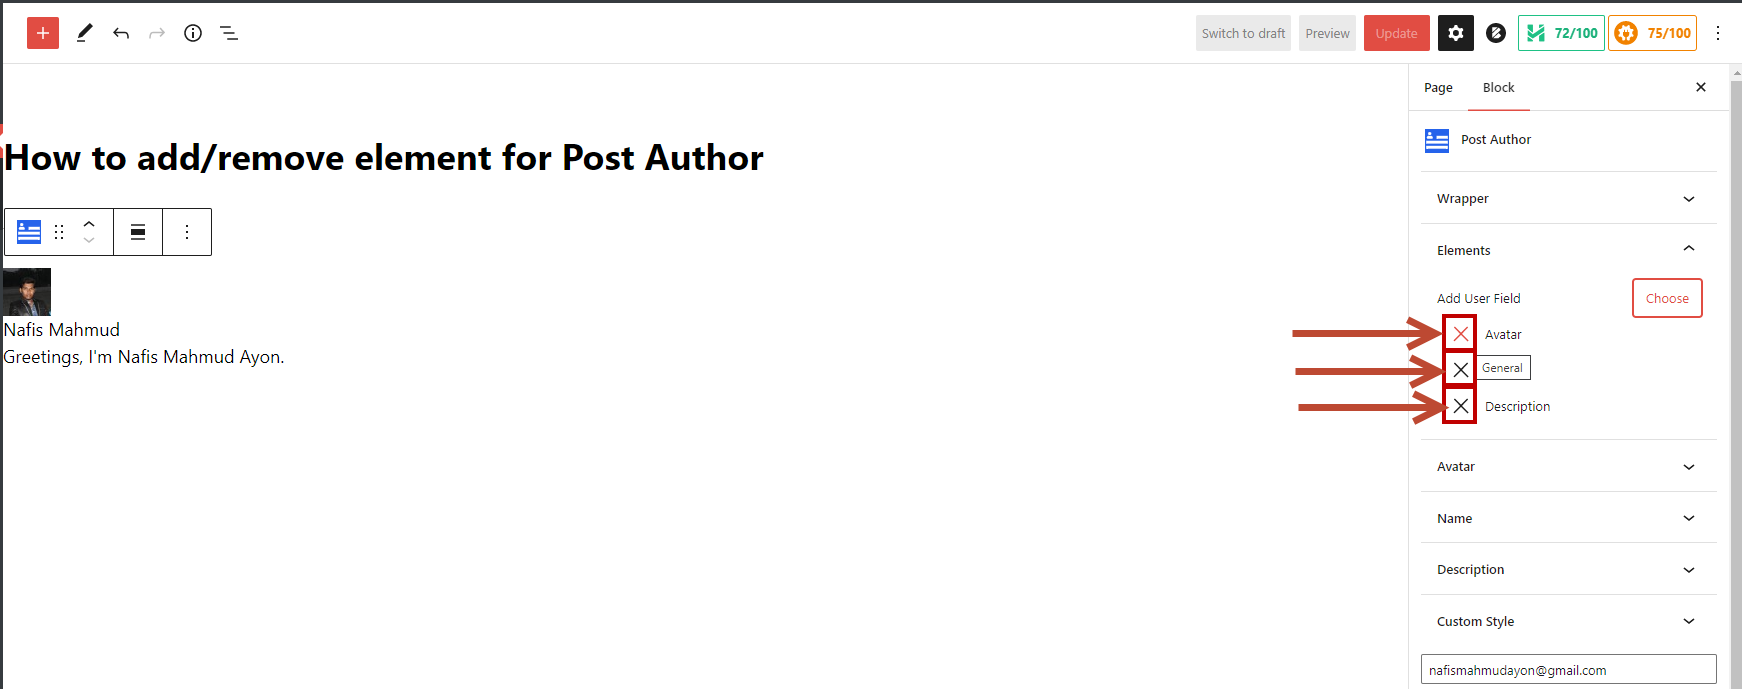 Switch to draft Preview Update 72/100 75/100
Page Block
Post Author
How to add/remove element for Post Author
Nafis Mahmud
Greetings, I'm Nafis Mahmud Ayon.
Wrapper
Elements
Add User Field Choose
Avatar
General
Description
Avatar
Name
Description
Custom Style
nafismahmudayon@gmail.com